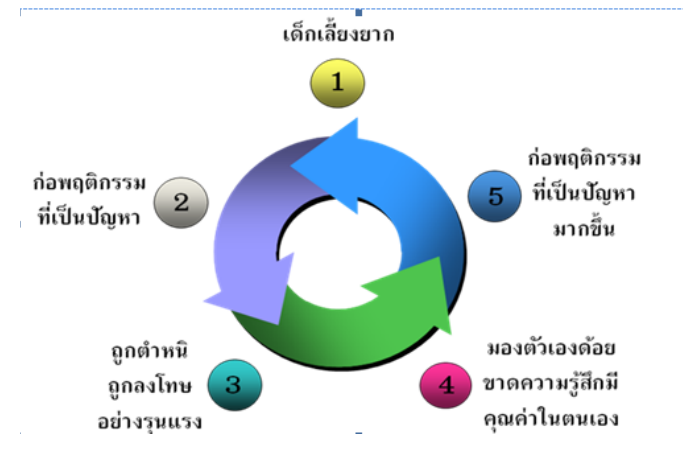 เด็กเลี้ยงยาก
1
ก่อพฤติกรรม
ที่เป็นปัญหา
2
ถูกตำหนิ
ถูกลงโทษ
อย่างรุนแรง
3
มองตัวเองด้อย
ขาดความรู้สึกมี
คุณค่าในตนเอง
4
ก่อพฤติกรรม
ที่เป็นปัญหา
มากขึ้น
5